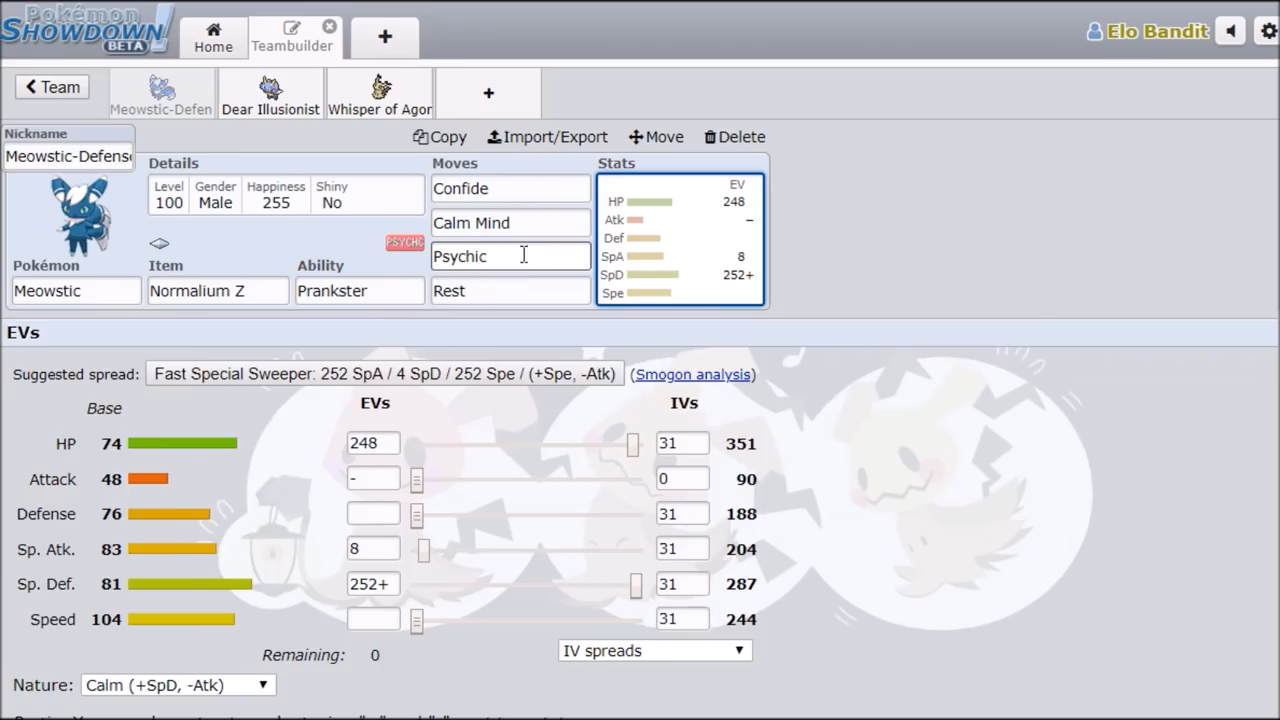 Pokémon
SHOWDOWN!
BETA
Home
Teambuilder
+
Elo Bandit
Team
Meowstic-Defen
Dear Illusionist
Whisper of Agor
+
Copy
Import/Export
Move
Delete
Nickname
Meowstic-Defense
Details
Level
100
Gender
Male
Happiness
255
Shiny
No
PSYCHC
Pokémon
Meowstic
Item
Normalium Z
Ability
Prankster
Moves
Confide
Calm Mind
Psychic
Rest
Stats
EV
HP 248
Atk –
Def
SpA 8
SpD 252+
Spe
EVs
Suggested spread: Fast Special Sweeper: 252 SpA / 4 SpD / 252 Spe / (+Spe, -Atk) (Smogon analysis)
Base EVs IVs
HP 74 248 31 351
Attack 48 - 0 90
Defense 76 31 188
Sp. Atk. 83 8 31 204
Sp. Def. 81 252+ 31 287
Speed 104 31 244
Remaining: 0
IV spreads
Nature: Calm (+SpD, -Atk)